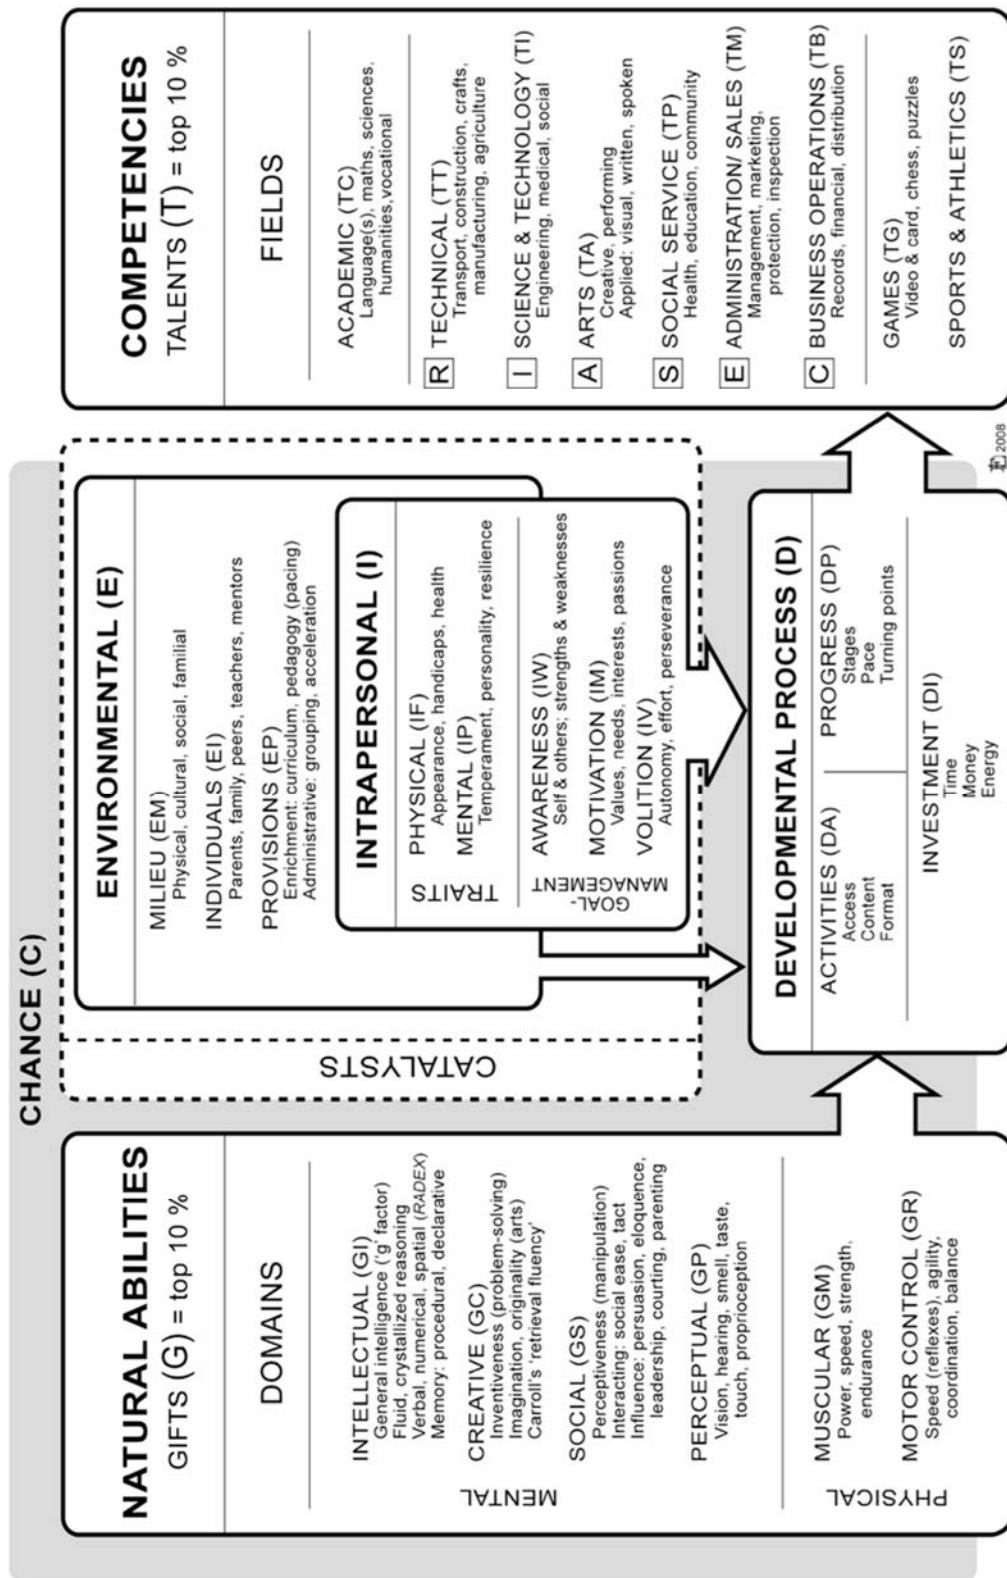 CHANCE (C)
NATURAL ABILITIES
GIFTS (G) = top 10 %
DOMAINS
MENTAL
INTELLECTUAL (GI)
General intelligence ('g' factor)
Fluid, crystallized reasoning
Verbal, numerical, spatial (RADEX)
Memory: procedural, declarative
CREATIVE (GC)
Inventiveness (problem-solving)
Imagination, originality (arts)
Carroll's 'retrieval fluency'
SOCIAL (GS)
Perceptiveness (manipulation)
Interacting: social ease, tact
Influence: persuasion, eloquence,
leadership, courting, parenting
PERCEPTUAL (GP)
Vision, hearing, smell, taste,
touch, proprioception
PHYSICAL
MUSCULAR (GM)
Power, speed, strength,
endurance
MOTOR CONTROL (GR)
Speed (reflexes), agility,
coordination, balance
CATALYSTS
ENVIRONMENTAL (E)
MILIEU (EM)
Physical, cultural, social, familial
INDIVIDUALS (EI)
Parents, family, peers, teachers, mentors
PROVISIONS (EP)
Enrichment: curriculum, pedagogy (pacing)
Administrative: grouping, acceleration
INTRAPERSONAL (I)
TRAITS
PHYSICAL (IF)
Appearance, handicaps, health
MENTAL (IP)
Temperament, personality, resilience
GOAL-
MANAGEMENT
AWARENESS (IW)
Self & others; strengths & weaknesses
MOTIVATION (IM)
Values, needs, interests, passions
VOLITION (IV)
Autonomy, effort, perseverance
DEVELOPMENTAL PROCESS (D)
ACTIVITIES (DA)
Access
Content
Format
PROGRESS (DP)
Stages
Pace
Turning points
INVESTMENT (DI)
Time
Money
Energy
COMPETENCIES
TALENTS (T) = top 10 %
FIELDS
ACADEMIC (TC)
Language(s), maths, sciences,
humanities,vocational
R TECHNICAL (TT)
Transport, construction, crafts,
manufacturing, agriculture
I SCIENCE & TECHNOLOGY (TI)
Engineering, medical, social
A ARTS (TA)
Creative, performing
Applied: visual, written, spoken
S SOCIAL SERVICE (TP)
Health, education, community
E ADMINISTRATION/ SALES (TM)
Management, marketing,
protection, inspection
C BUSINESS OPERATIONS (TB)
Records, financial, distribution
GAMES (TG)
Video & card, chess, puzzles
SPORTS & ATHLETICS (TS)
2008